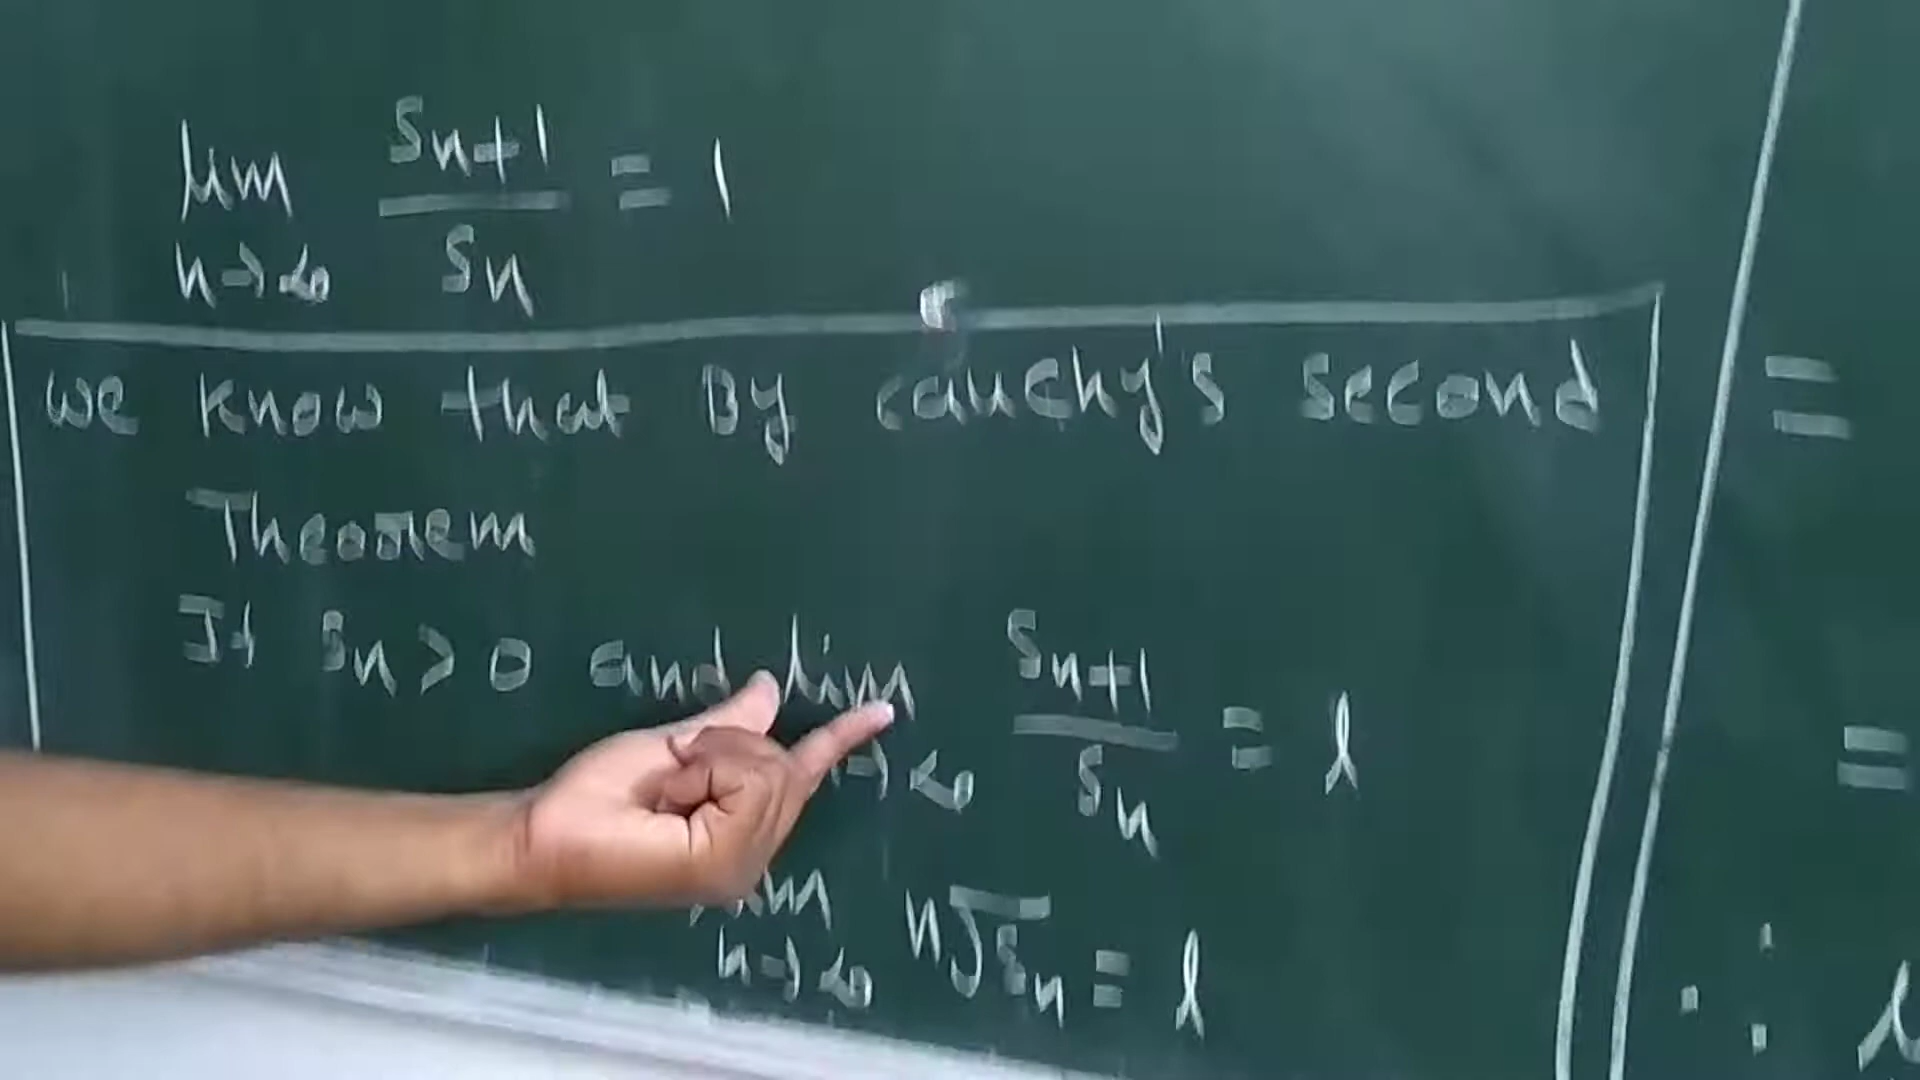 lim Sn+1 / Sn = 1
n→∞
we know that By cauchy's second
Theorem
If Sn > 0 and lim Sn+1 / Sn = l
n→∞
lim n√Sn = l
n→∞
=
=
∴